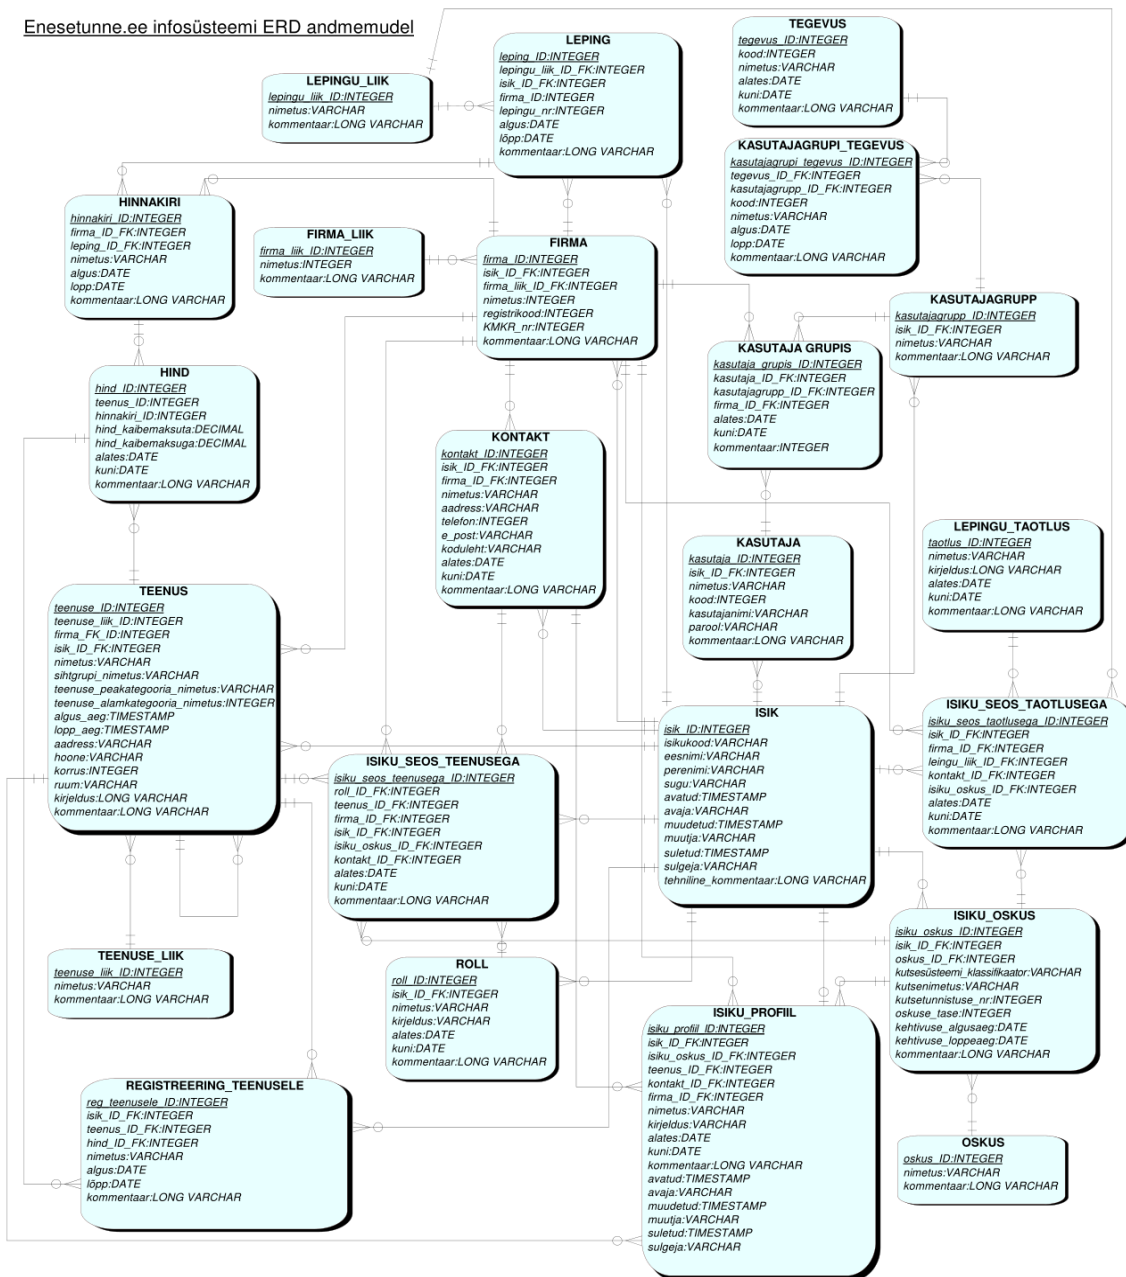 Enesetunne.ee infosüsteemi ERD andmemudel
LEPING
leping_ID:INTEGER
lepingu_liik_ID_FK:INTEGER
isik_ID_FK:INTEGER
firma_ID:INTEGER
lepingu_nr:INTEGER
algus:DATE
lõpp:DATE
kommentaar:LONG VARCHAR
TEGEVUS
tegevus_ID:INTEGER
kood:INTEGER
nimetus:VARCHAR
alates:DATE
kuni:DATE
kommentaar:LONG VARCHAR
LEPINGU_LIIK
lepingu_liik_ID:INTEGER
nimetus:VARCHAR
kommentaar:LONG VARCHAR
KASUTAJAGRUPI_TEGEVUS
kasutajagrupi_tegevus_ID:INTEGER
tegevus_ID_FK:INTEGER
kasutajagrupp_ID_FK:INTEGER
kood:INTEGER
nimetus:VARCHAR
algus:DATE
lopp:DATE
kommentaar:LONG VARCHAR
HINNAKIRI
hinnakiri_ID:INTEGER
firma_ID_FK:INTEGER
leping_ID_FK:INTEGER
nimetus:VARCHAR
algus:DATE
lopp:DATE
kommentaar:LONG VARCHAR
FIRMA_LIIK
firma_liik_ID:INTEGER
nimetus:INTEGER
kommentaar:LONG VARCHAR
FIRMA
firma_ID:INTEGER
isik_ID_FK:INTEGER
firma_liik_ID_FK:INTEGER
nimetus:INTEGER
registrikood:INTEGER
KMKR_nr:INTEGER
kommentaar:LONG VARCHAR
KASUTAJAGRUPP
kasutajagrupp_ID:INTEGER
isik_ID_FK:INTEGER
nimetus:VARCHAR
kommentaar:LONG VARCHAR
KASUTAJA GRUPIS
kasutaja_grupis_ID:INTEGER
kasutaja_ID_FK:INTEGER
kasutajagrupp_ID_FK:INTEGER
firma_ID_FK:INTEGER
alates:DATE
kuni:DATE
kommentaar:INTEGER
HIND
hind_ID:INTEGER
teenus_ID:INTEGER
hinnakiri_ID:INTEGER
hind_kaibemaksuta:DECIMAL
hind_kaibemaksuga:DECIMAL
alates:DATE
kuni:DATE
kommentaar:LONG VARCHAR
KONTAKT
kontakt_ID:INTEGER
isik_ID_FK:INTEGER
firma_ID_FK:INTEGER
nimetus:VARCHAR
aadress:VARCHAR
telefon:INTEGER
e_post:VARCHAR
koduleht:VARCHAR
alates:DATE
kuni:DATE
kommentaar:LONG VARCHAR
KASUTAJA
kasutaja_ID:INTEGER
isik_ID_FK:INTEGER
nimetus:VARCHAR
kood:INTEGER
kasutajanimi:VARCHAR
parool:VARCHAR
kommentaar:LONG VARCHAR
LEPINGU_TAOTLUS
taotlus_ID:INTEGER
nimetus:VARCHAR
kirjeldus:LONG VARCHAR
alates:DATE
kuni:DATE
kommentaar:LONG VARCHAR
TEENUS
teenuse_ID:INTEGER
teenuse_liik_ID:INTEGER
firma_FK_ID:INTEGER
isik_ID_FK:INTEGER
nimetus:VARCHAR
sihtgrupi_nimetus:VARCHAR
teenuse_peakategooria_nimetus:VARCHAR
teenuse_alamkategooria_nimetus:INTEGER
algus_aeg:TIMESTAMP
lopp_aeg:TIMESTAMP
aadress:VARCHAR
hoone:VARCHAR
korrus:INTEGER
ruum:VARCHAR
kirjeldus:LONG VARCHAR
kommentaar:LONG VARCHAR
ISIKU_SEOS_TEENUSEGA
isiku_seos_teenusega_ID:INTEGER
roll_ID_FK:INTEGER
teenus_ID_FK:INTEGER
firma_ID_FK:INTEGER
isik_ID_FK:INTEGER
isiku_oskus_ID_FK:INTEGER
kontakt_ID_FK:INTEGER
alates:DATE
kuni:DATE
kommentaar:LONG VARCHAR
ISIK
isik_ID:INTEGER
isikukood:VARCHAR
eesnimi:VARCHAR
perenimi:VARCHAR
sugu:VARCHAR
avatud:TIMESTAMP
avaja:VARCHAR
muudetud:TIMESTAMP
muutja:VARCHAR
suletud:TIMESTAMP
sulgeja:VARCHAR
tehniline_kommentaar:LONG VARCHAR
ISIKU_SEOS_TAOTLUSEGA
isiku_seos_taotlusega_ID:INTEGER
isik_ID_FK:INTEGER
firma_ID_FK:INTEGER
leingu_liik_ID_FK:INTEGER
kontakt_ID_FK:INTEGER
isiku_oskus_ID_FK:INTEGER
alates:DATE
kuni:DATE
kommentaar:LONG VARCHAR
TEENUSE_LIIK
teenuse_liik_ID:INTEGER
nimetus:VARCHAR
kommentaar:LONG VARCHAR
ROLL
roll_ID:INTEGER
isik_ID_FK:INTEGER
nimetus:VARCHAR
kirjeldus:VARCHAR
alates:DATE
kuni:DATE
kommentaar:LONG VARCHAR
ISIKU_OSKUS
isiku_oskus_ID:INTEGER
isik_ID_FK:INTEGER
oskus_ID_FK:INTEGER
kutsesüsteemi_klassifikaator:VARCHAR
kutsenimetus:VARCHAR
kutsetunnistuse_nr:INTEGER
oskuse_tase:INTEGER
kehtivuse_algusaeg:DATE
kehtivuse_loppeaeg:DATE
kommentaar:LONG VARCHAR
ISIKU_PROFIIL
isiku_profiil_ID:INTEGER
isik_ID_FK:INTEGER
isiku_oskus_ID_FK:INTEGER
teenus_ID_FK:INTEGER
kontakt_ID_FK:INTEGER
firma_ID_FK:INTEGER
nimetus:VARCHAR
kirjeldus:VARCHAR
alates:DATE
kuni:DATE
kommentaar:LONG VARCHAR
avatud:TIMESTAMP
avaja:VARCHAR
muudetud:TIMESTAMP
muutja:VARCHAR
suletud:TIMESTAMP
sulgeja:VARCHAR
REGISTREERING_TEENUSELE
reg_teenusele_ID:INTEGER
isik_ID_FK:INTEGER
teenus_ID_FK:INTEGER
hind_ID_FK:INTEGER
nimetus:VARCHAR
algus:DATE
lõpp:DATE
kommentaar:LONG VARCHAR
OSKUS
oskus_ID:INTEGER
nimetus:VARCHAR
kommentaar:LONG VARCHAR